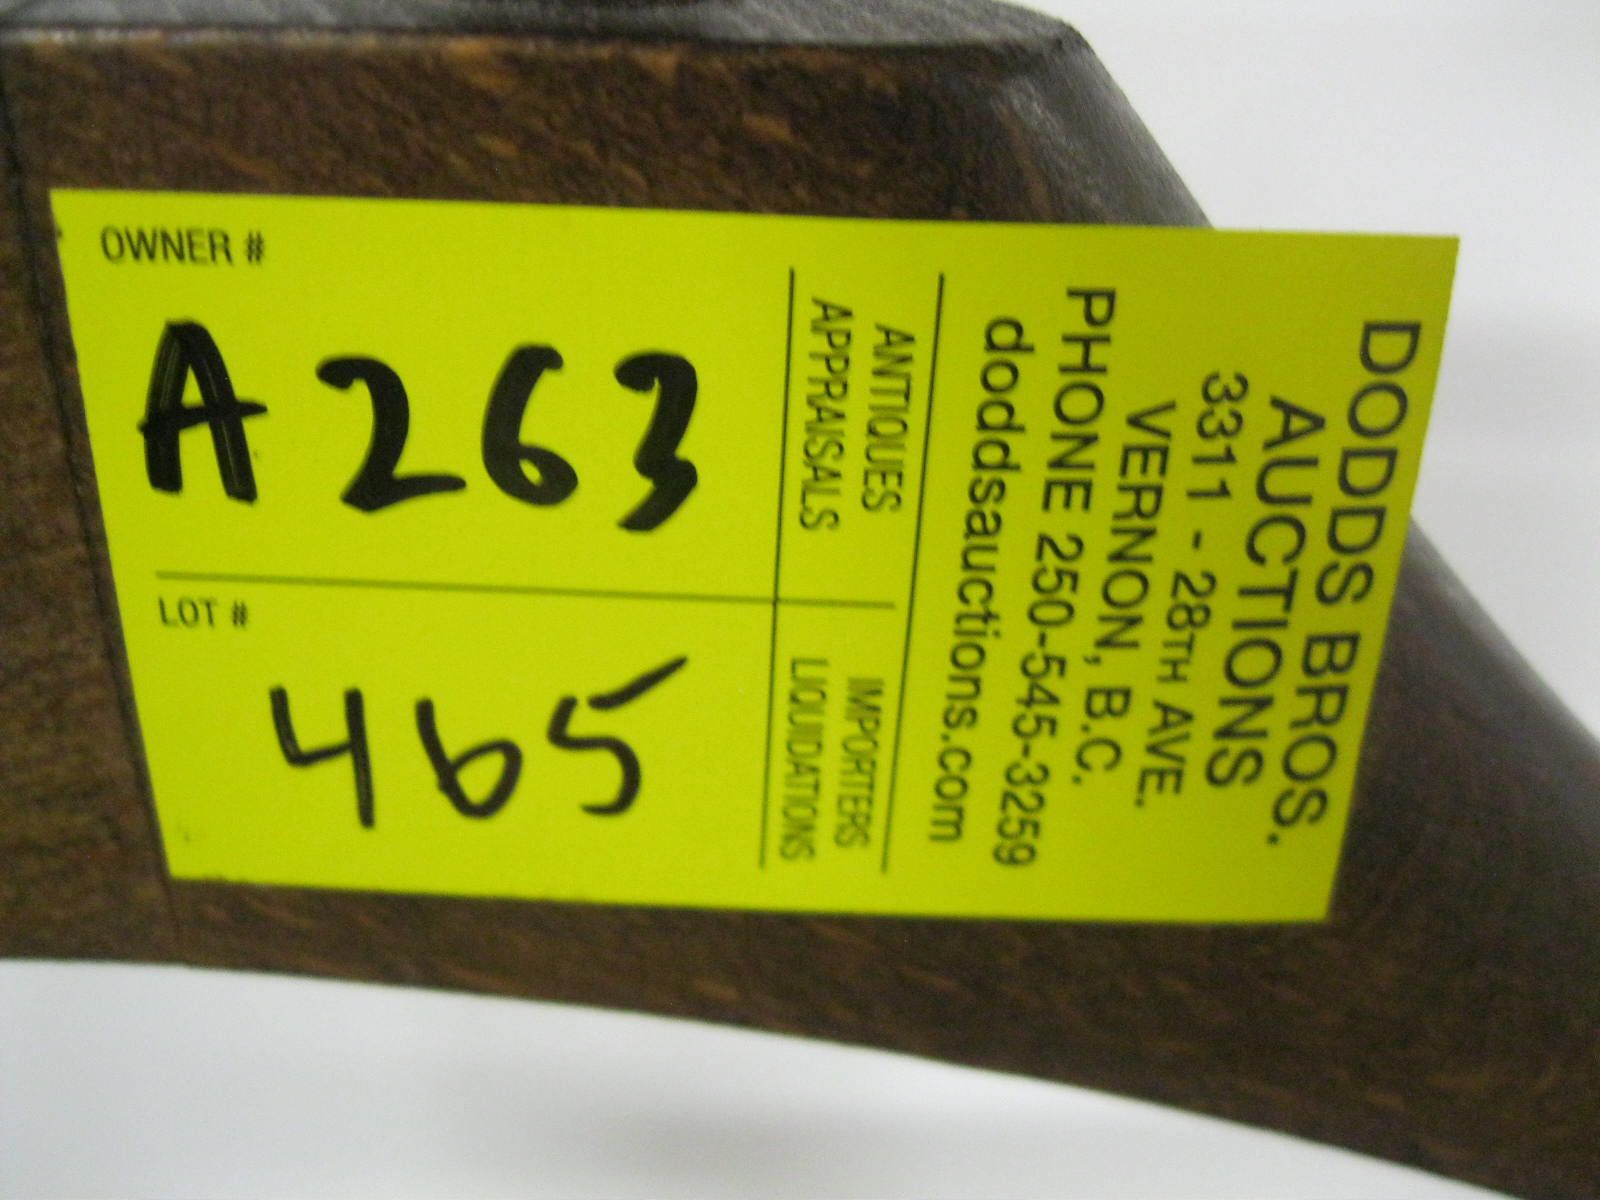 OWNER #
A263
LOT #
465
ANTIQUES
APPRAISALS
IMPORTERS
LIQUIDATIONS
DODDS BROS.
AUCTIONS
3311 - 28TH AVE.
VERNON, B.C.
PHONE 250-545-3259
doddsauctions.com